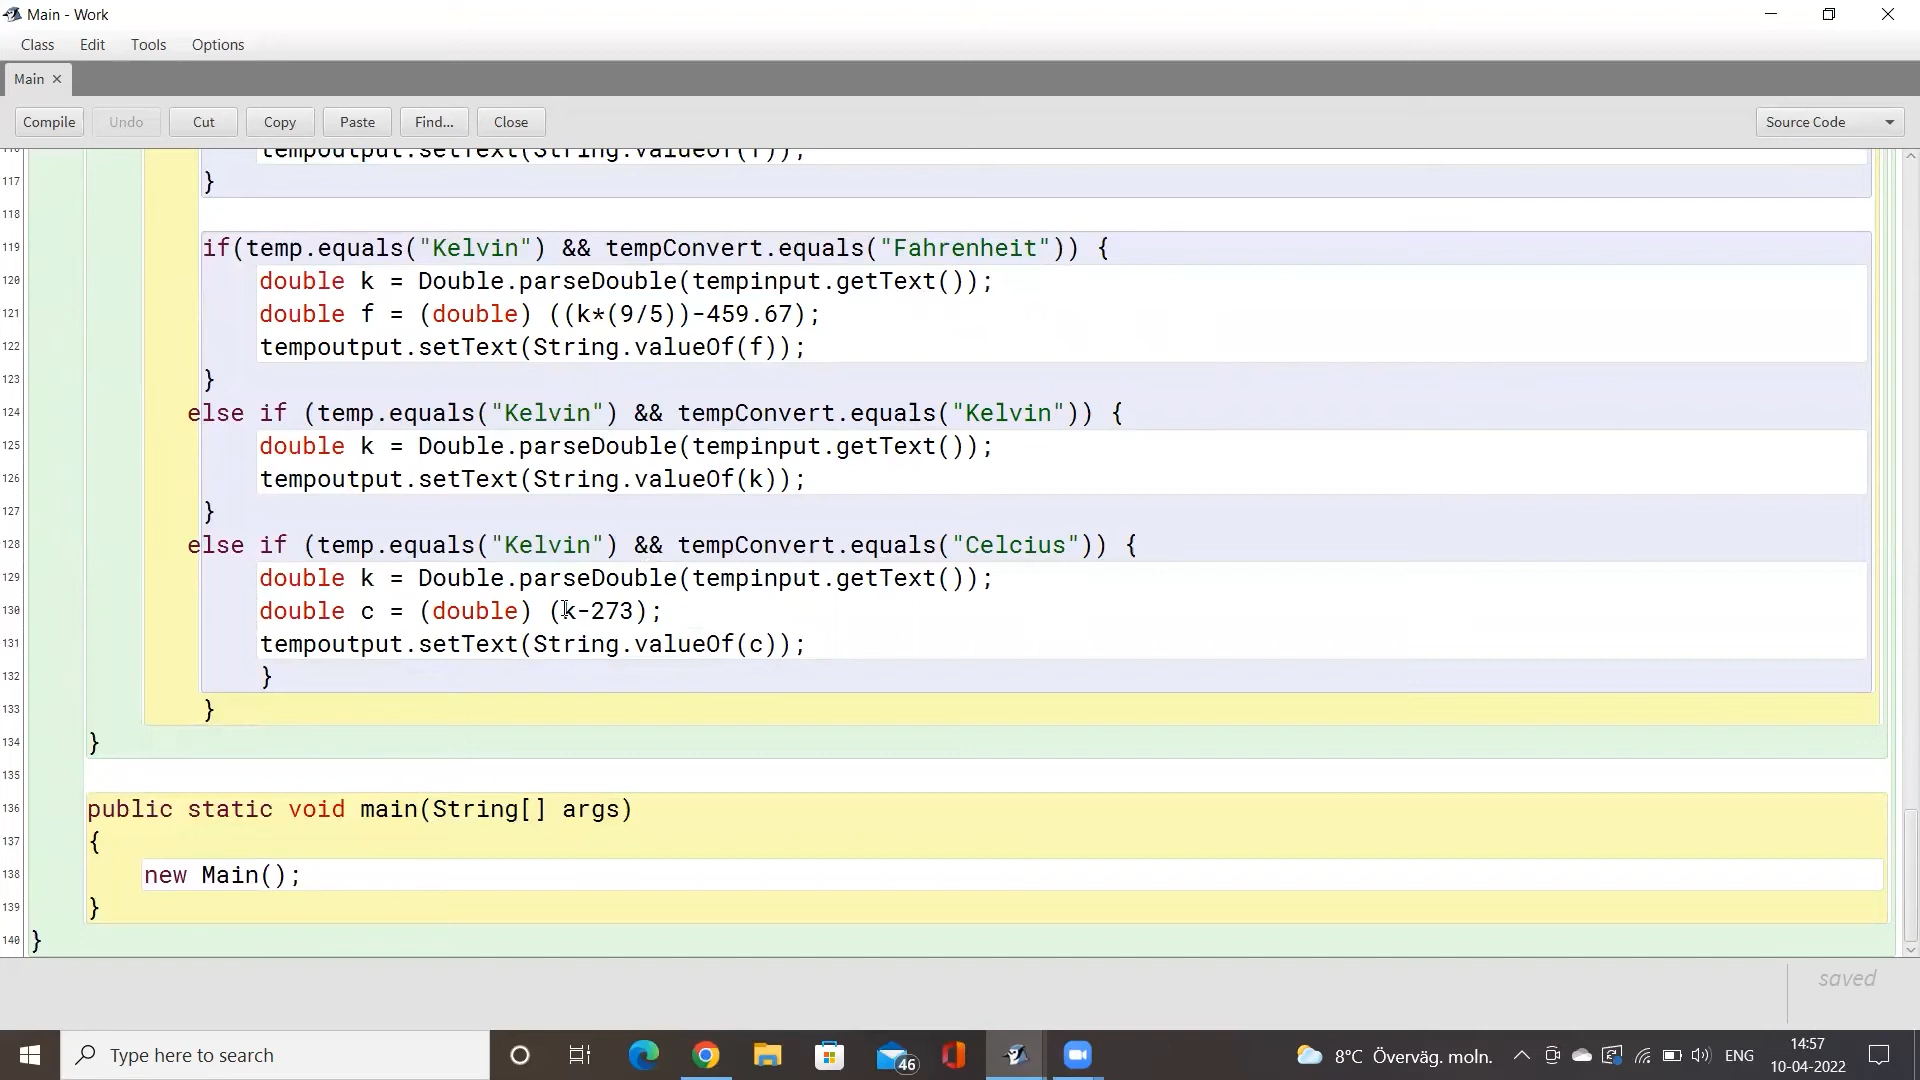 Main - Work
Class Edit Tools Options
Main ×
Compile Undo Cut Copy Paste Find... Close Source Code
116 tempoutput.setText(String.valueOf(f));
117 }
118
119 if(temp.equals("Kelvin") && tempConvert.equals("Fahrenheit")) {
120 double k = Double.parseDouble(tempinput.getText());
121 double f = (double) ((k*(9/5))-459.67);
122 tempoutput.setText(String.valueOf(f));
123 }
124 else if (temp.equals("Kelvin") && tempConvert.equals("Kelvin")) {
125 double k = Double.parseDouble(tempinput.getText());
126 tempoutput.setText(String.valueOf(k));
127 }
128 else if (temp.equals("Kelvin") && tempConvert.equals("Celcius")) {
129 double k = Double.parseDouble(tempinput.getText());
130 double c = (double) (k-273);
131 tempoutput.setText(String.valueOf(c));
132 }
133 }
134 }
135
136 public static void main(String[] args)
137 {
138 new Main();
139 }
140 }
saved
Type here to search 46 8°C Överväg. moln. ENG 14:57
10-04-2022